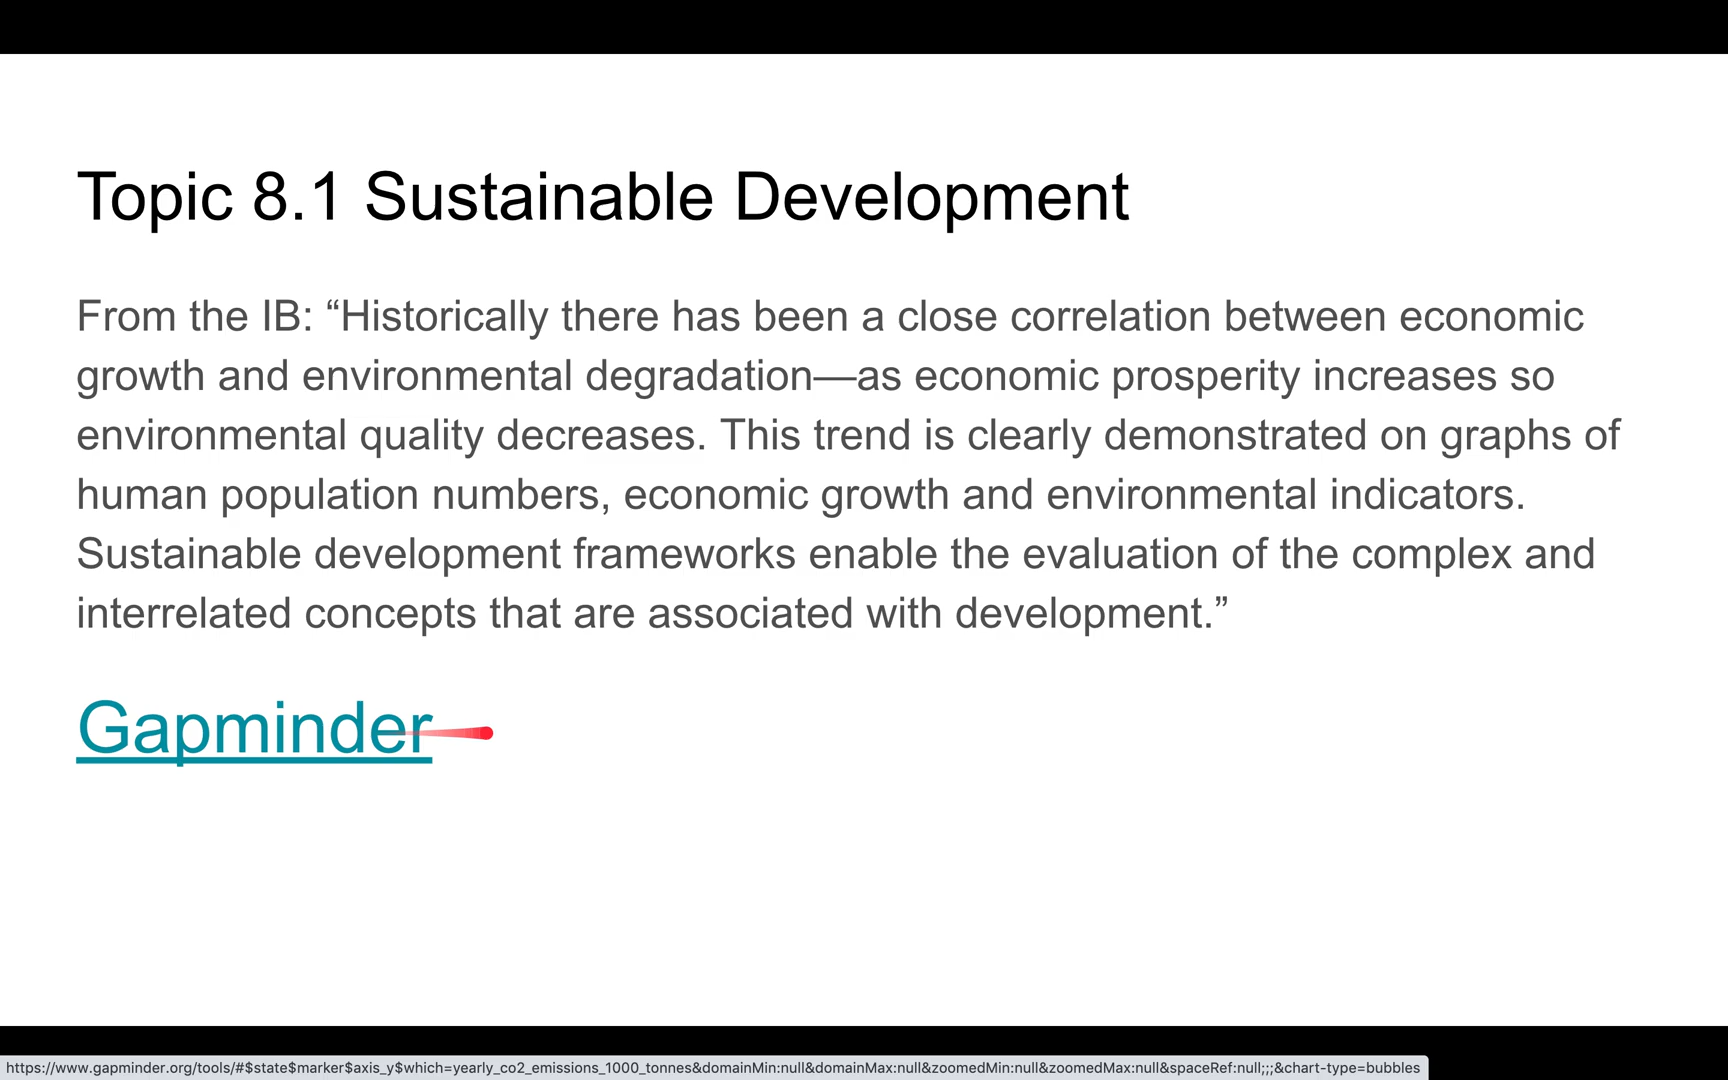 Topic 8.1 Sustainable Development
From the IB: “Historically there has been a close correlation between economic
growth and environmental degradation—as economic prosperity increases so
environmental quality decreases. This trend is clearly demonstrated on graphs of
human population numbers, economic growth and environmental indicators.
Sustainable development frameworks enable the evaluation of the complex and
interrelated concepts that are associated with development.”
Gapminder
https://www.gapminder.org/tools/#$state$marker$axis_y$which=yearly_co2_emissions_1000_tonnes&domainMin:null&domainMax:null&zoomedMin:null&zoomedMax:null&spaceRef:null;;;&chart-type=bubbles